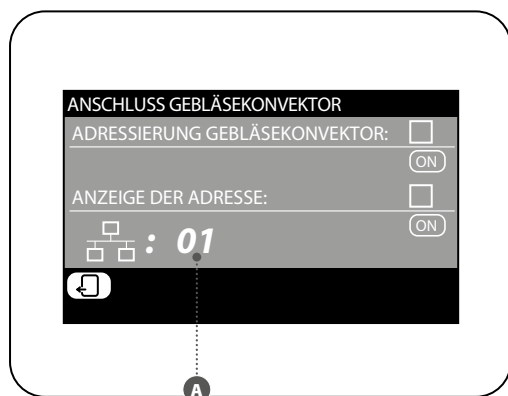 ANSCHLUSS GEBLÄSEKONVEKTOR
ADRESSIERUNG GEBLÄSEKONVEKTOR:
ON
ANZEIGE DER ADRESSE:
ON
: 01
A